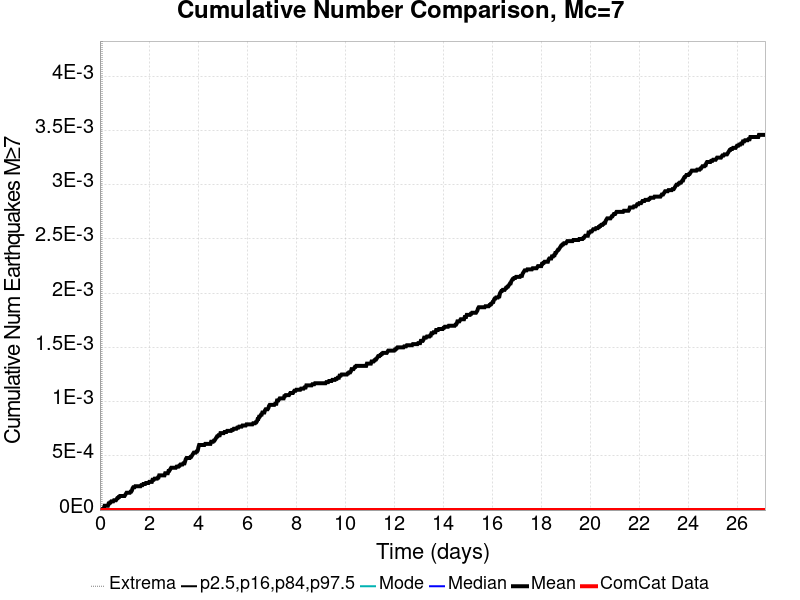 Cumulative Number Comparison, Mc=7
Cumulative Num Earthquakes M≥7
4E-3
3.5E-3
3E-3
2.5E-3
2E-3
1.5E-3
1E-3
5E-4
0E0
0 2 4 6 8 10 12 14 16 18 20 22 24 26
Time (days)
Extrema p2.5,p16,p84,p97.5 Mode Median Mean ComCat Data